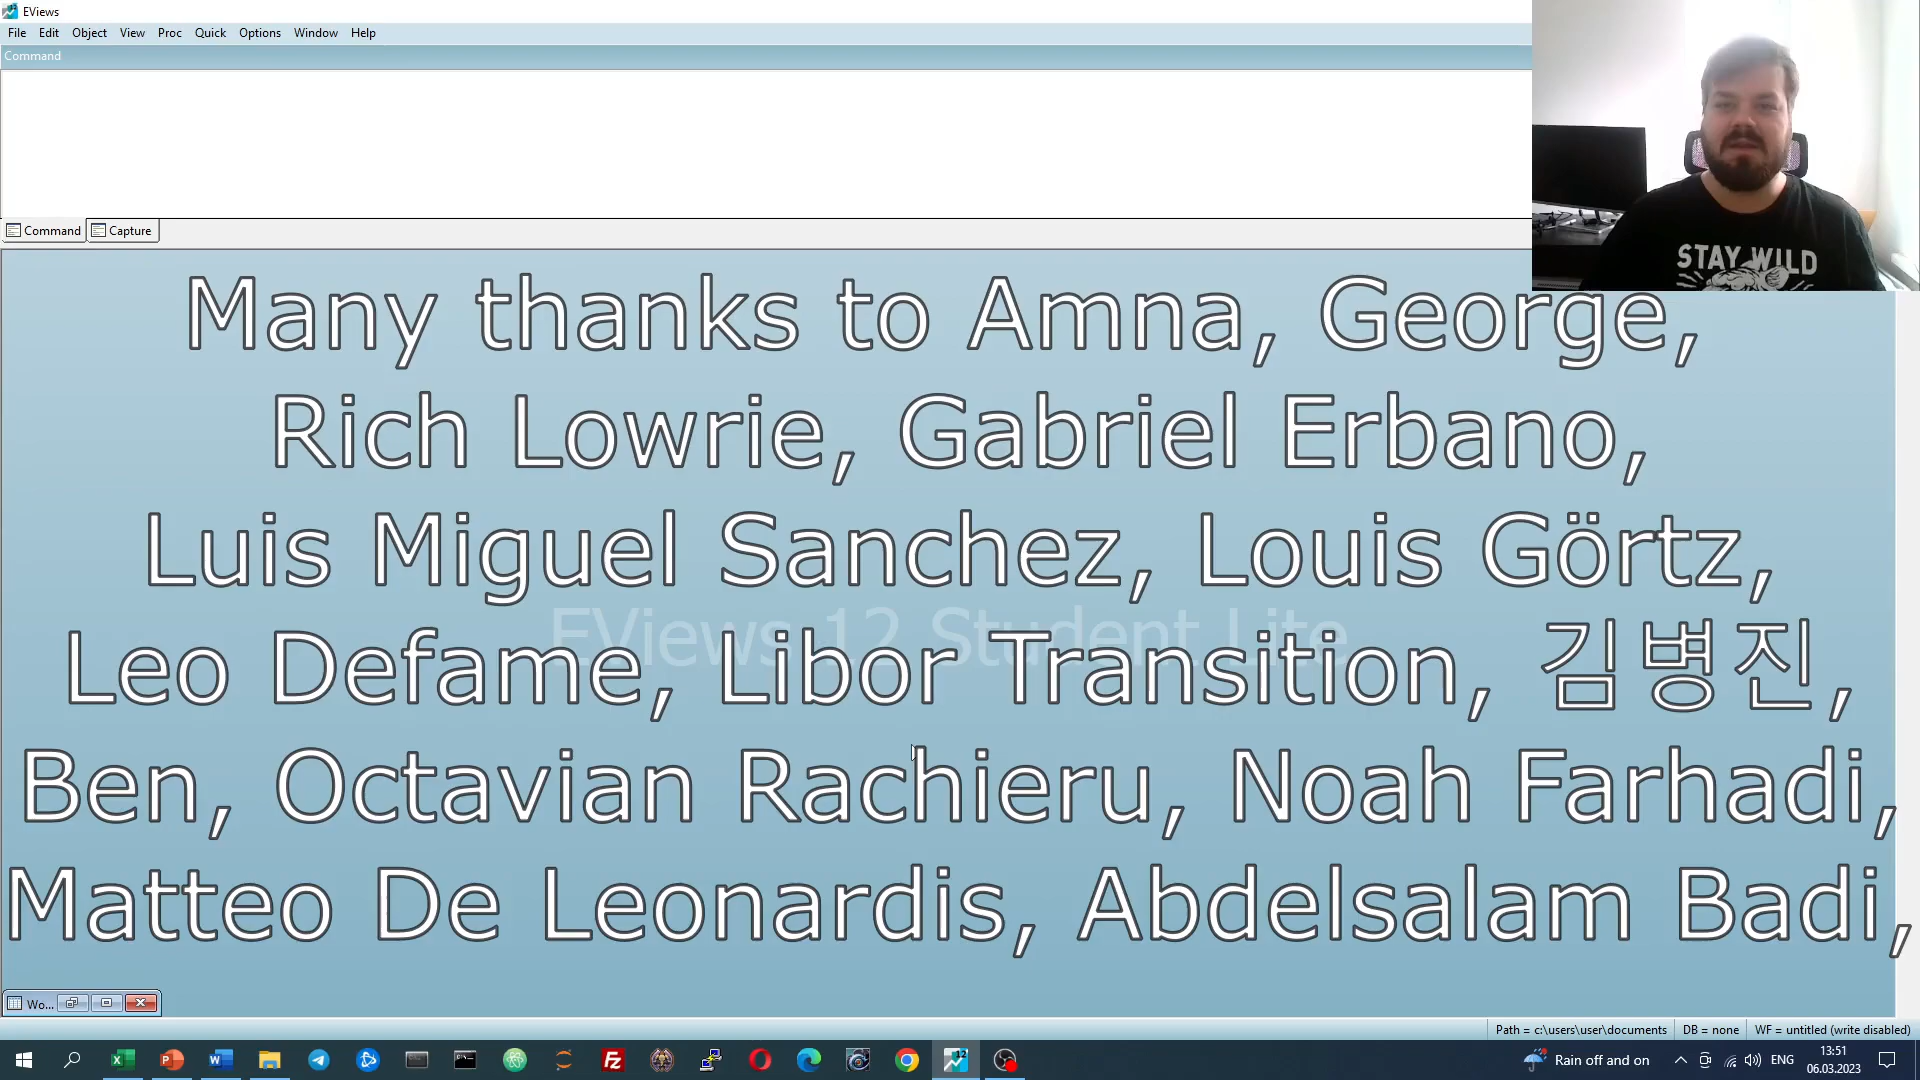 EViews
File Edit Object View Proc Quick Options Window Help
Command
Command Capture
STAY WILD
Many thanks to Amna, George,
Rich Lowrie, Gabriel Erbano,
Luis Miguel Sanchez, Louis Görtz,
EViews 12 Student Lite
Leo Defame, Libor Transition, 김병진,
Ben, Octavian Rachieru, Noah Farhadi,
Matteo De Leonardis, Abdelsalam Badi,
Wo...
Path = c:\users\user\documents DB = none WF = untitled (write disabled)
Rain off and on ENG 13:51
06.03.2023